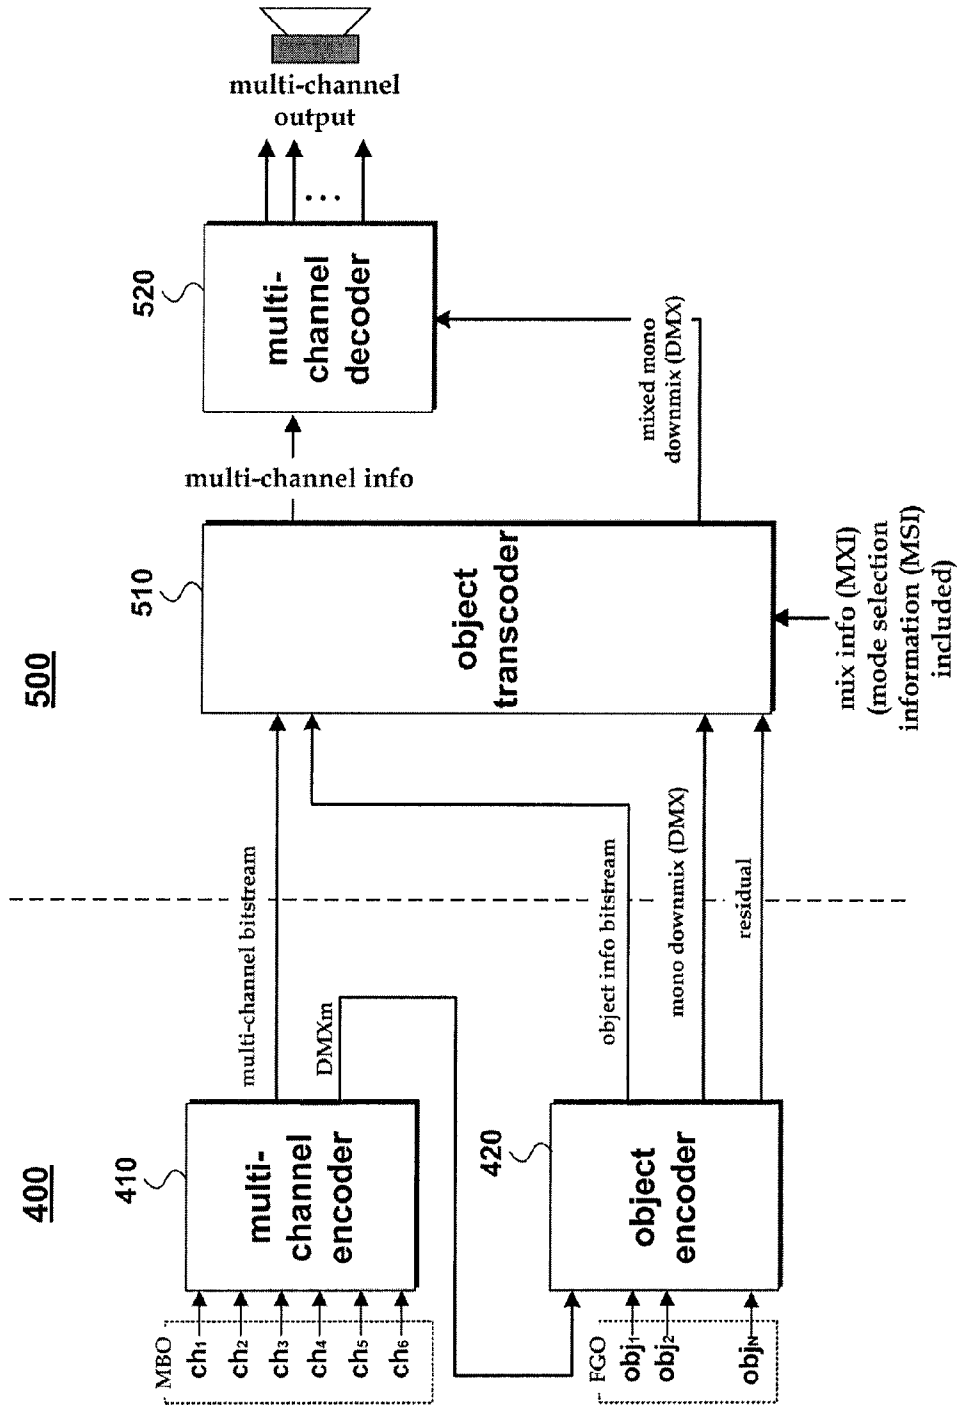 400
500
MBO
ch1
ch2
ch3
ch4
ch5
ch6
410
multi-
channel
encoder
multi-channel bitstream
DMXm
FGO
obj1
obj2
objN
420
object
encoder
object info bitstream
mono downmix (DMX)
residual
510
object
transcoder
mix info (MXI)
(mode selection
information (MSI)
included)
multi-channel info
mixed mono
downmix (DMX)
520
multi-
channel
decoder
multi-channel
output
...